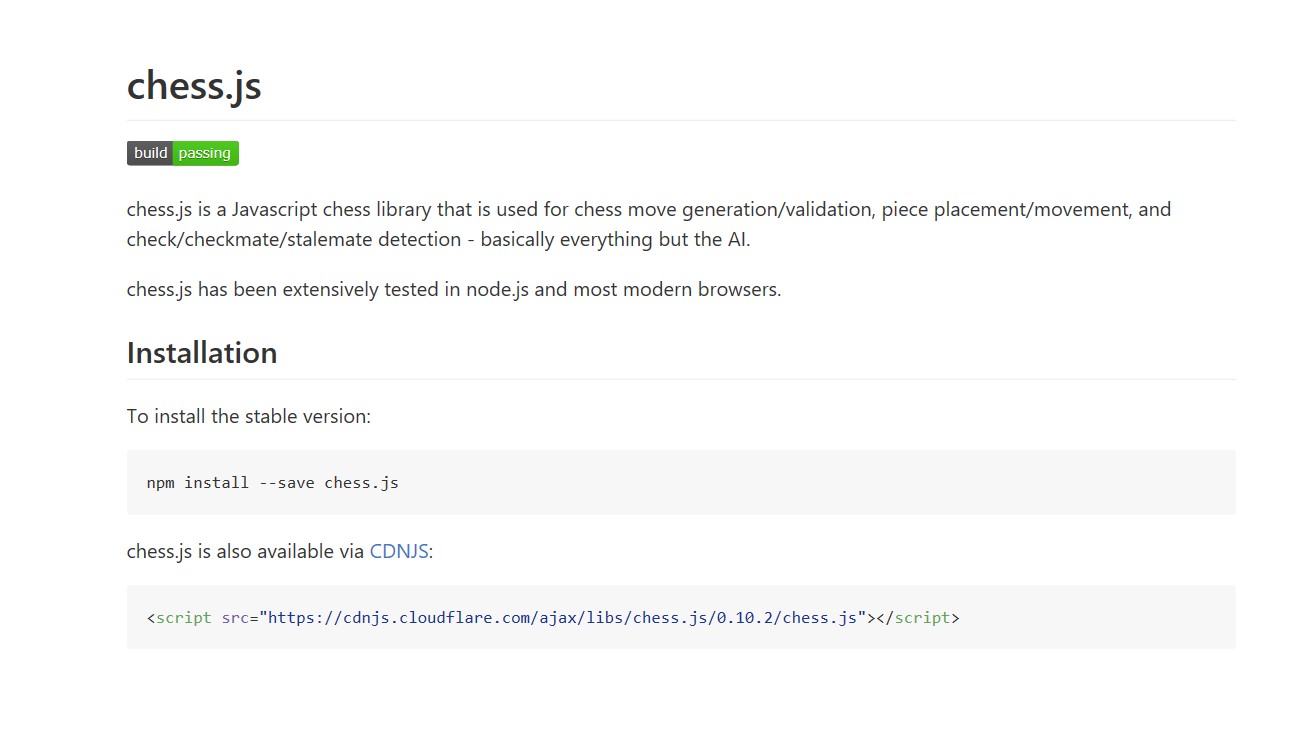 chess.js
build passing
chess.js is a Javascript chess library that is used for chess move generation/validation, piece placement/movement, and
check/checkmate/stalemate detection - basically everything but the AI.
chess.js has been extensively tested in node.js and most modern browsers.
Installation
To install the stable version:
npm install --save chess.js
chess.js is also available via CDNJS:
<script src="https://cdnjs.cloudflare.com/ajax/libs/chess.js/0.10.2/chess.js"></script>